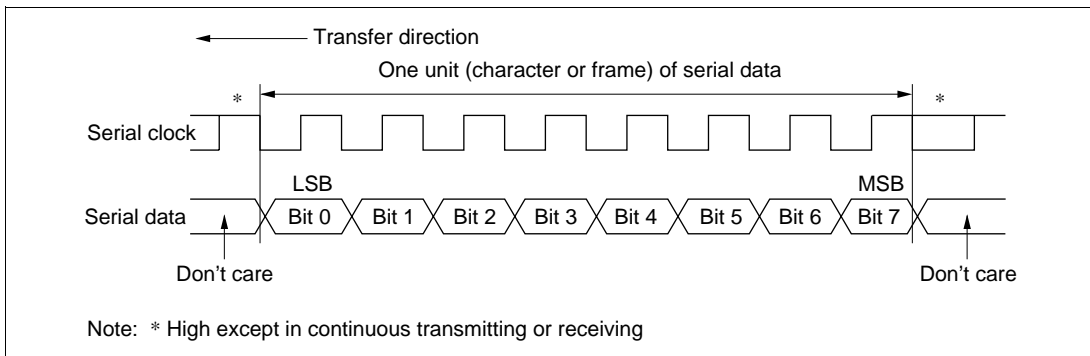 Transfer direction
One unit (character or frame) of serial data
* *
Serial clock
LSB MSB
Serial data Bit 0 Bit 1 Bit 2 Bit 3 Bit 4 Bit 5 Bit 6 Bit 7
Don’t care Don’t care
Note: * High except in continuous transmitting or receiving